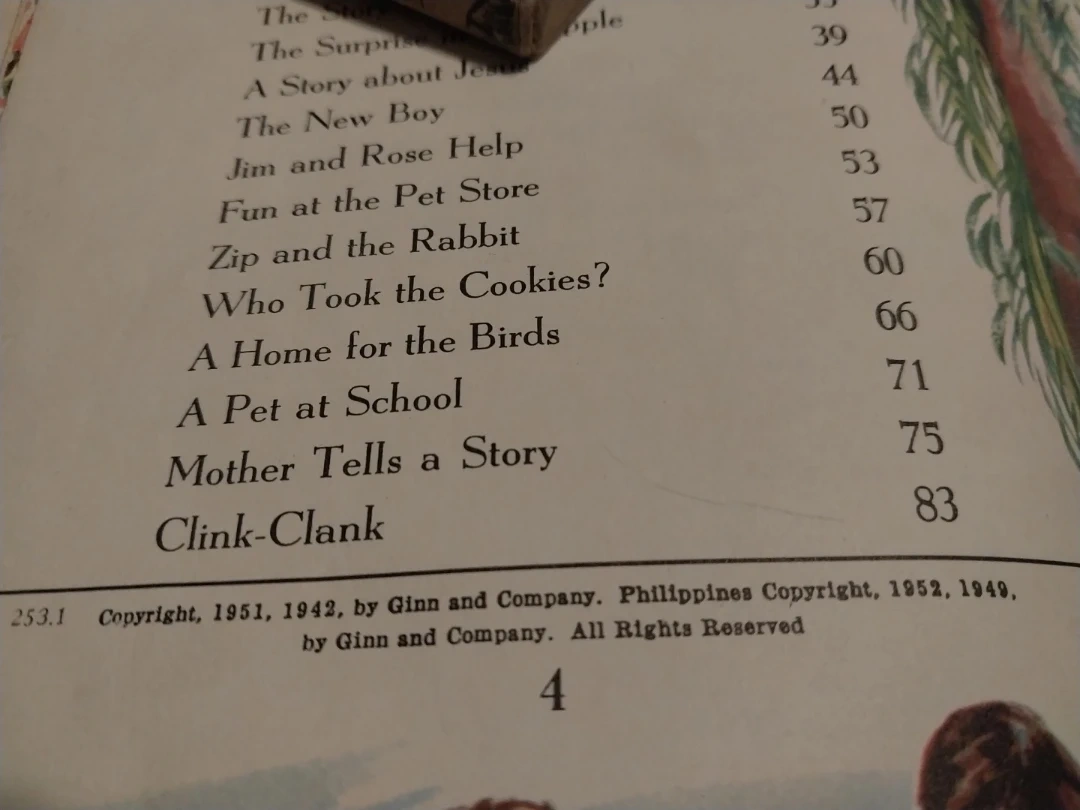 The Story
The Surprise
A Story about Jesus 39
The New Boy 44
Jim and Rose Help 50
Fun at the Pet Store 53
Zip and the Rabbit 57
Who Took the Cookies? 60
A Home for the Birds 66
A Pet at School 71
Mother Tells a Story 75
Clink-Clank 83
253.1 Copyright, 1951, 1942, by Ginn and Company. Philippines Copyright, 1952, 1949,
by Ginn and Company. All Rights Reserved
4